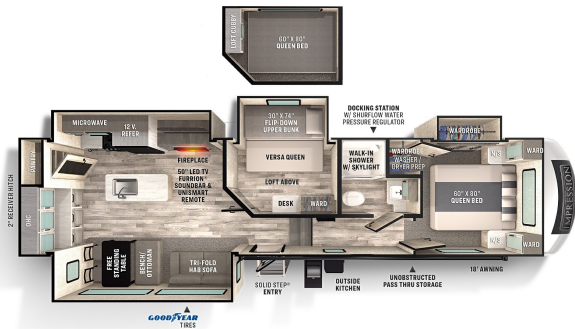 LOFT CUBBY
60" X 80"
QUEEN BED
MICROWAVE
12 V.
REFER
PANTRY
2" RECEIVER HITCH
OHC
FIREPLACE
50" LED TV
FURRION®
SOUNDBAR &
UNISMART
REMOTE
30" X 74"
FLIP-DOWN
UPPER BUNK
VERSA QUEEN
LOFT ABOVE
DESK
WARD
DOCKING STATION
W/ SHURFLOW WATER
PRESSURE REGULATOR
WALK-IN
SHOWER
W/ SKYLIGHT
WARDROBE
WARDROBE
WASHER/
DRYER PREP
N/S
WARD
60" X 80"
QUEEN BED
N/S
WARD
IMPRESSION
FREE
STANDING
TABLE
BENCH/
OTTOMAN
TRI-FOLD
HAB SOFA
SOLID STEP®
ENTRY
OUTSIDE
KITCHEN
UNOBSTRUCTED
PASS THRU STORAGE
18' AWNING
GOODYEAR
TIRES